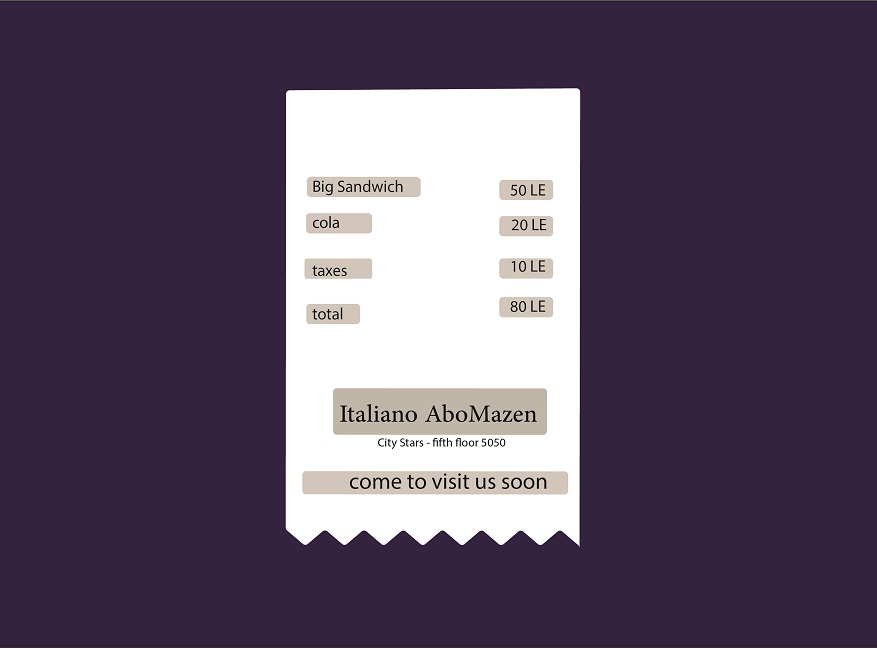 Big Sandwich 50 LE
cola 20 LE
taxes 10 LE
total 80 LE
Italiano AboMazen
City Stars - fifth floor 5050
come to visit us soon